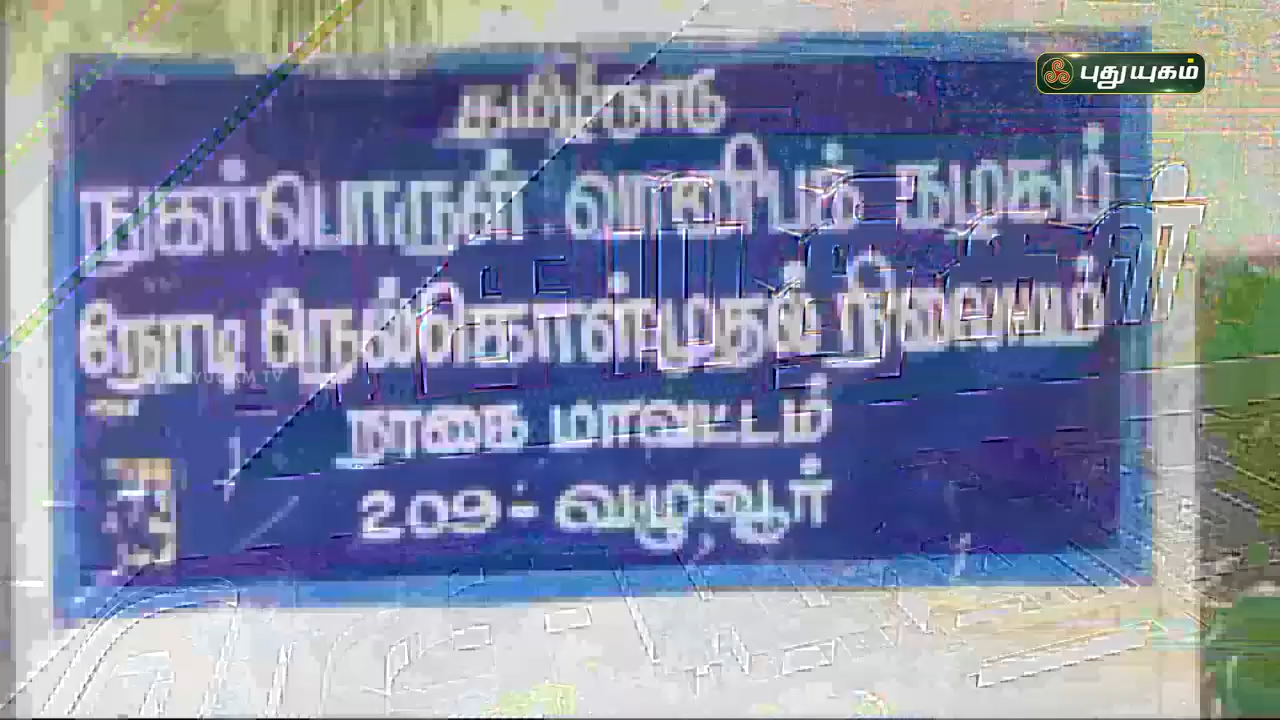 புதுயுகம்
தமிழ்நாடு
நுகர்பொருள் வாணிபக் கழகம்
நேரடி நெல்கொள்முதல் நிலையம்
நாகை மாவட்டம்
209 - வழுவூர்